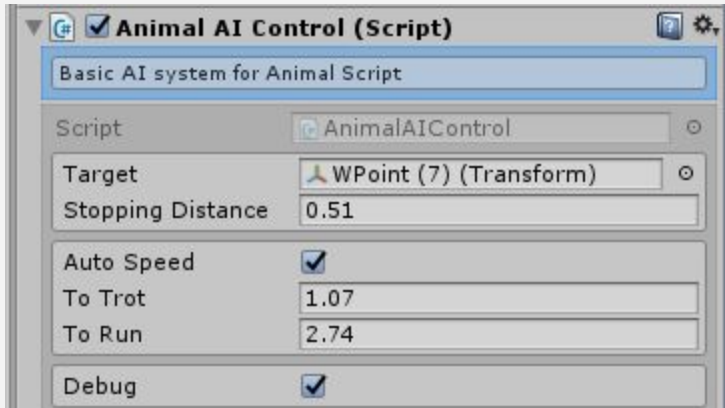 Animal AI Control (Script)
Basic AI system for Animal Script
Script AnimalAIControl
Target WPoint (7) (Transform)
Stopping Distance 0.51
Auto Speed
To Trot 1.07
To Run 2.74
Debug